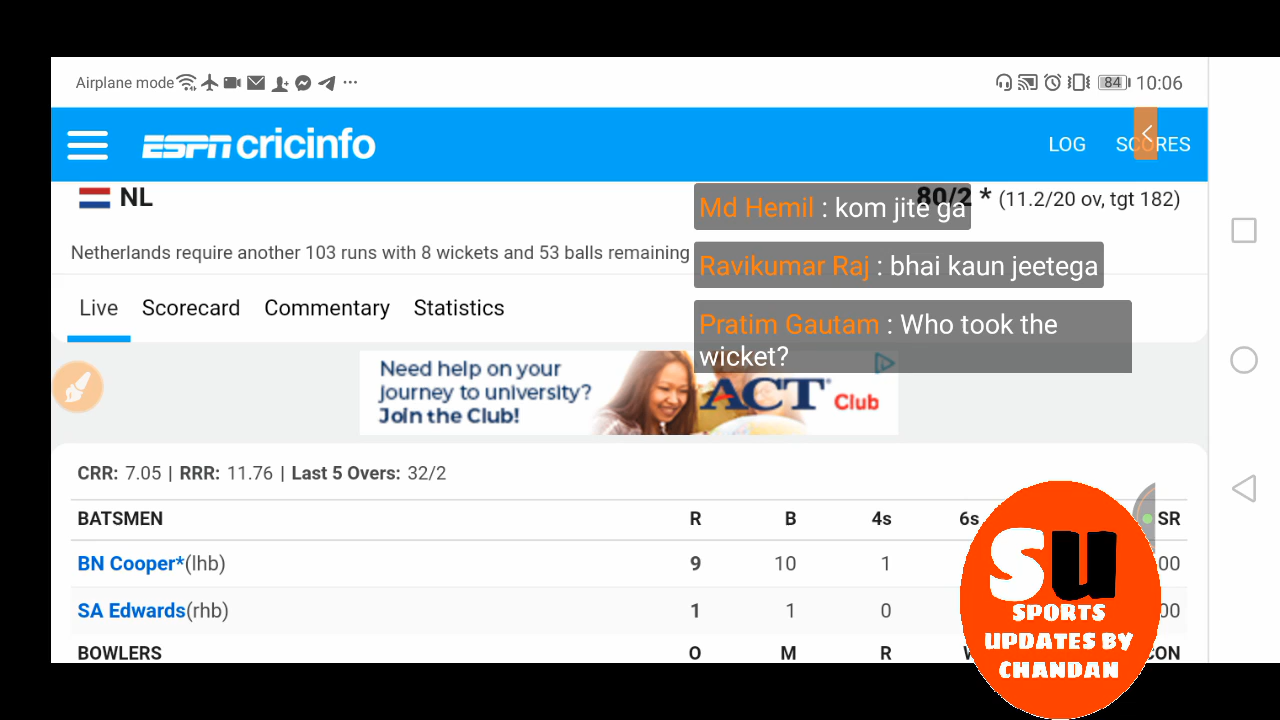 Airplane mode ... 84 10:06
ESPN cricinfo LOG SCORES
NL 80/2 * (11.2/20 ov, tgt 182)
Md Hemil : kom jite ga
Netherlands require another 103 runs with 8 wickets and 53 balls remaining
Ravikumar Raj : bhai kaun jeetega
Live Scorecard Commentary Statistics
Pratim Gautam : Who took the
wicket?
Need help on your
journey to university?
Join the Club!
ACT Club
CRR: 7.05 | RRR: 11.76 | Last 5 Overs: 32/2
BATSMEN R B 4s 6s SR
BN Cooper*(lhb) 9 10 1 00
SA Edwards(rhb) 1 1 0 00
BOWLERS O M R CON
SU
SPORTS
UPDATES BY
CHANDAN